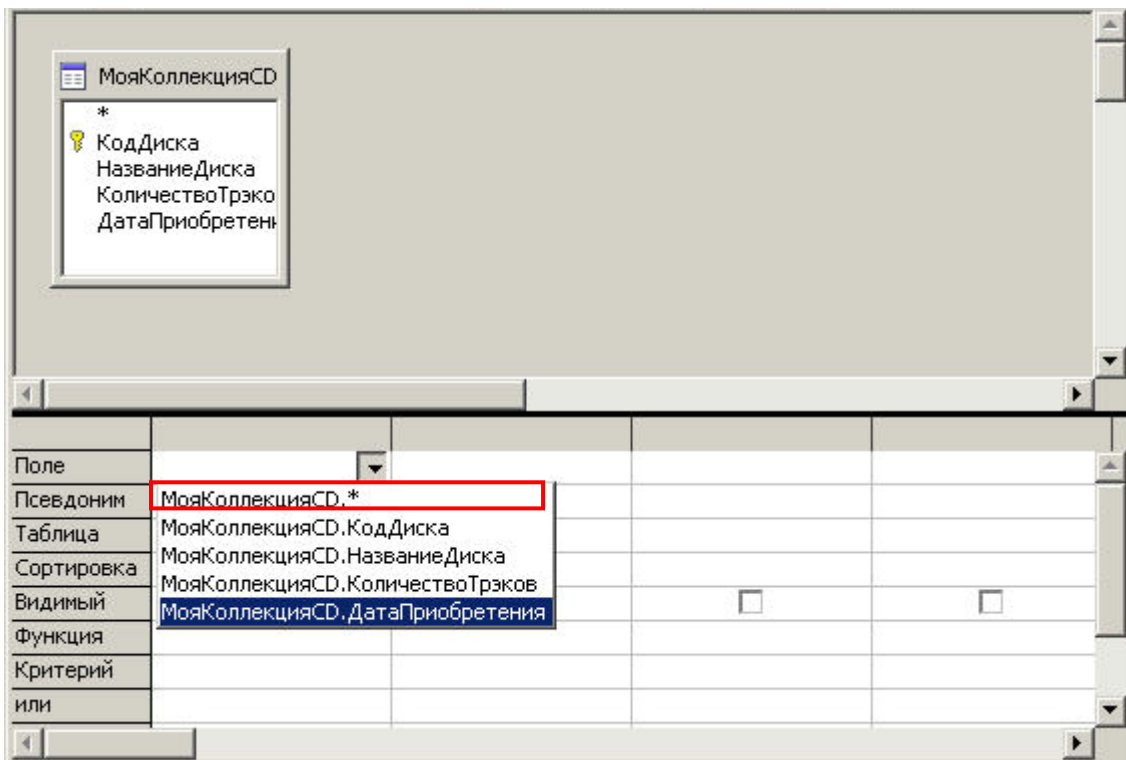 МояКоллекцияCD
*
КодДиска
НазваниеДиска
КоличествоТрэко
ДатаПриобретен
Поле
Псевдоним
МояКоллекцияCD.*
Таблица
МояКоллекцияCD.КодДиска
МояКоллекцияCD.НазваниеДиска
Сортировка
МояКоллекцияCD.КоличествоТрэков
Видимый
МояКоллекцияCD.ДатаПриобретения
Функция
Критерий
или